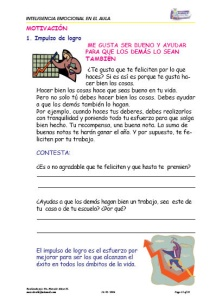 INTELIGENCIA EMOCIONAL EN EL AULA
MOTIVACIÓN
1. Impulso de logro
ME GUSTA SER BUENO Y AYUDAR
PARA QUE LOS DEMÁS LO SEAN
TAMBIEN
¿Te gusta que te feliciten por lo que
haces? Si es así es porque te gusta ha-
cer bien las cosas.
Hacer bien las cosas hace que seas bueno en tu vida.
Pero no solo tú debes hacer bien las cosas. Debes ayudar
a que los demás también lo hagan.
Por ejemplo, cuando haces tus deberes, debes realizarlos
con tranquilidad y poniendo todo tu esfuerzo para que salga
bien hecho. Tu recompensa, una buena nota. La suma de
buenas notas te harán ganar el año. Y por supuesto, te fe-
liciten por tu trabajo.
CONTESTA:
¿Es o no agradable que te feliciten y que hasta te premien?
¿Ayudas a que los demás hagan bien un trabajo, sea este de
tu casa o de tu escuela? ¿Por qué?
El impulso de logro es el esfuerzo por
mejorar para ser los que alcanzan el
éxito en todos los ámbitos de la vida.